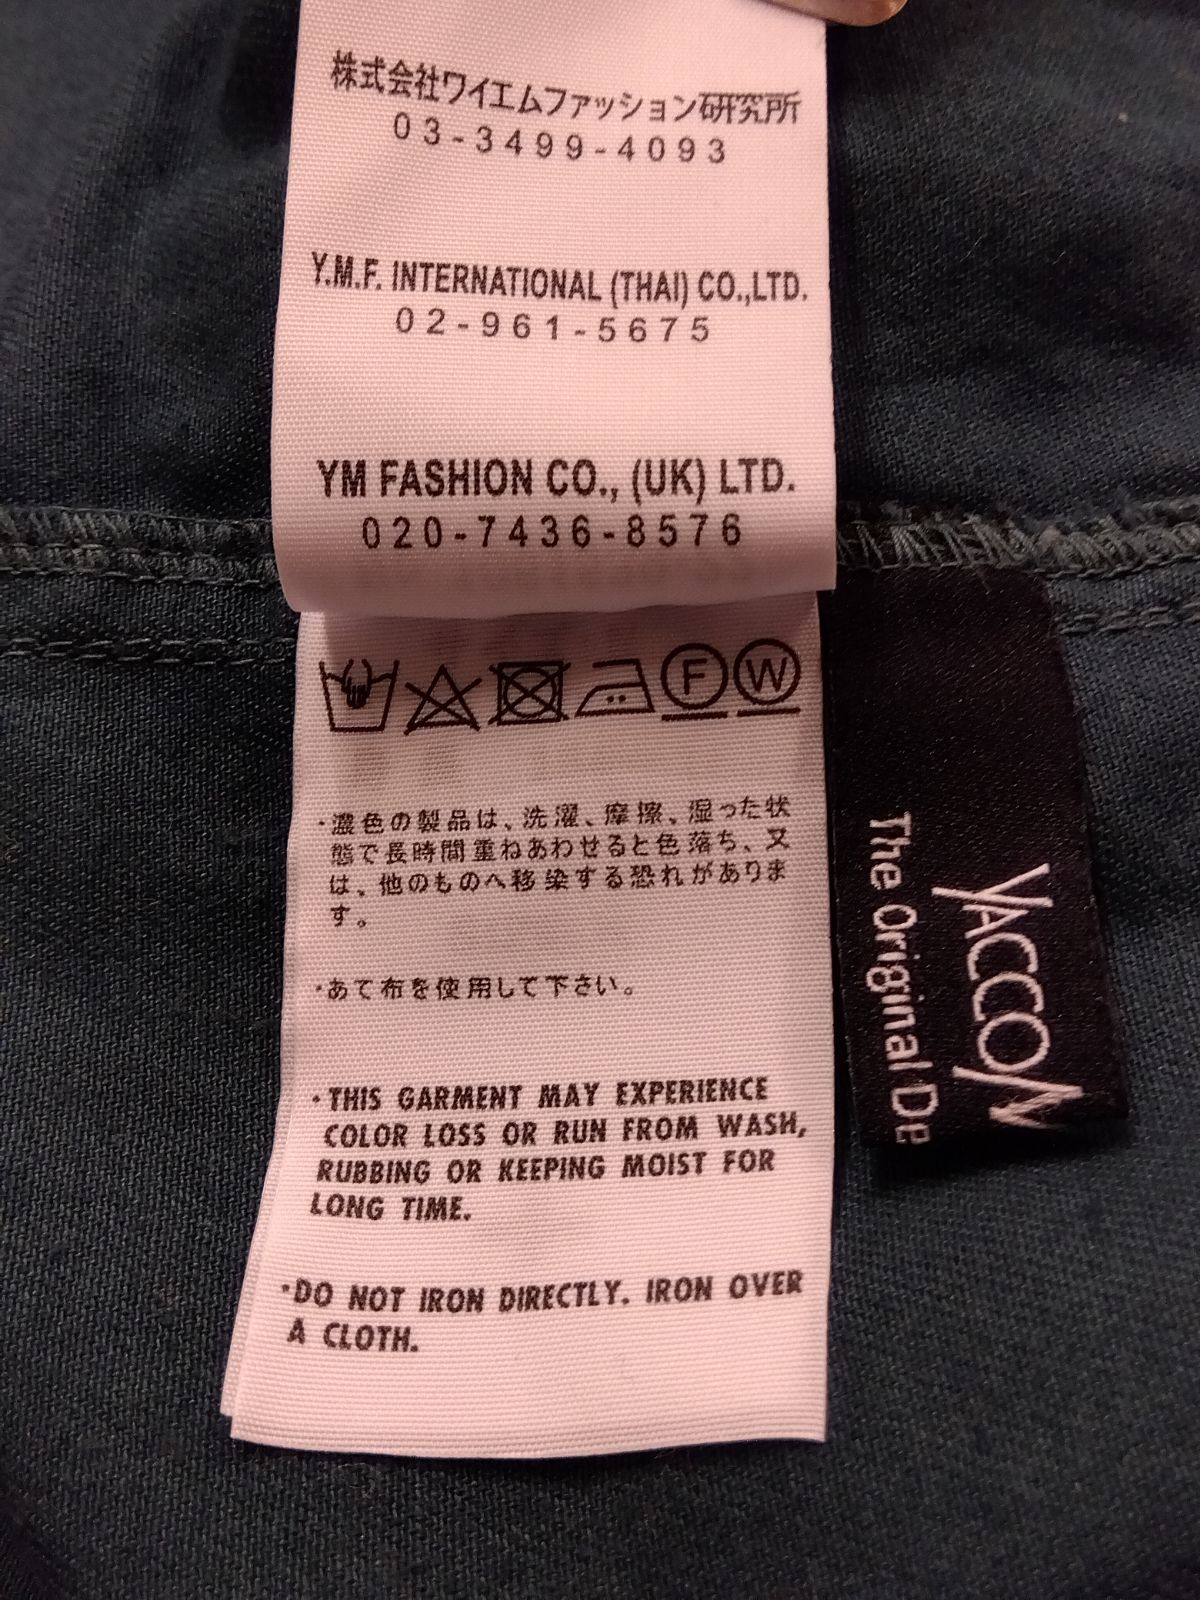 株式会社ワイエムファッション研究所
03-3499-4093
Y.M.F. INTERNATIONAL (THAI) CO.,LTD.
02-961-5675
YM FASHION CO., (UK) LTD.
020-7436-8576
F W
・濃色の製品は、洗濯、摩擦、湿った状
態で長時間重ねあわせると色落ち、又
は、他のものへ移染する恐れがありま
す。
・あて布を使用して下さい。
・THIS GARMENT MAY EXPERIENCE
COLOR LOSS OR RUN FROM WASH,
RUBBING OR KEEPING MOIST FOR
LONG TIME.
・DO NOT IRON DIRECTLY. IRON OVER
A CLOTH.
YACCO
The Original